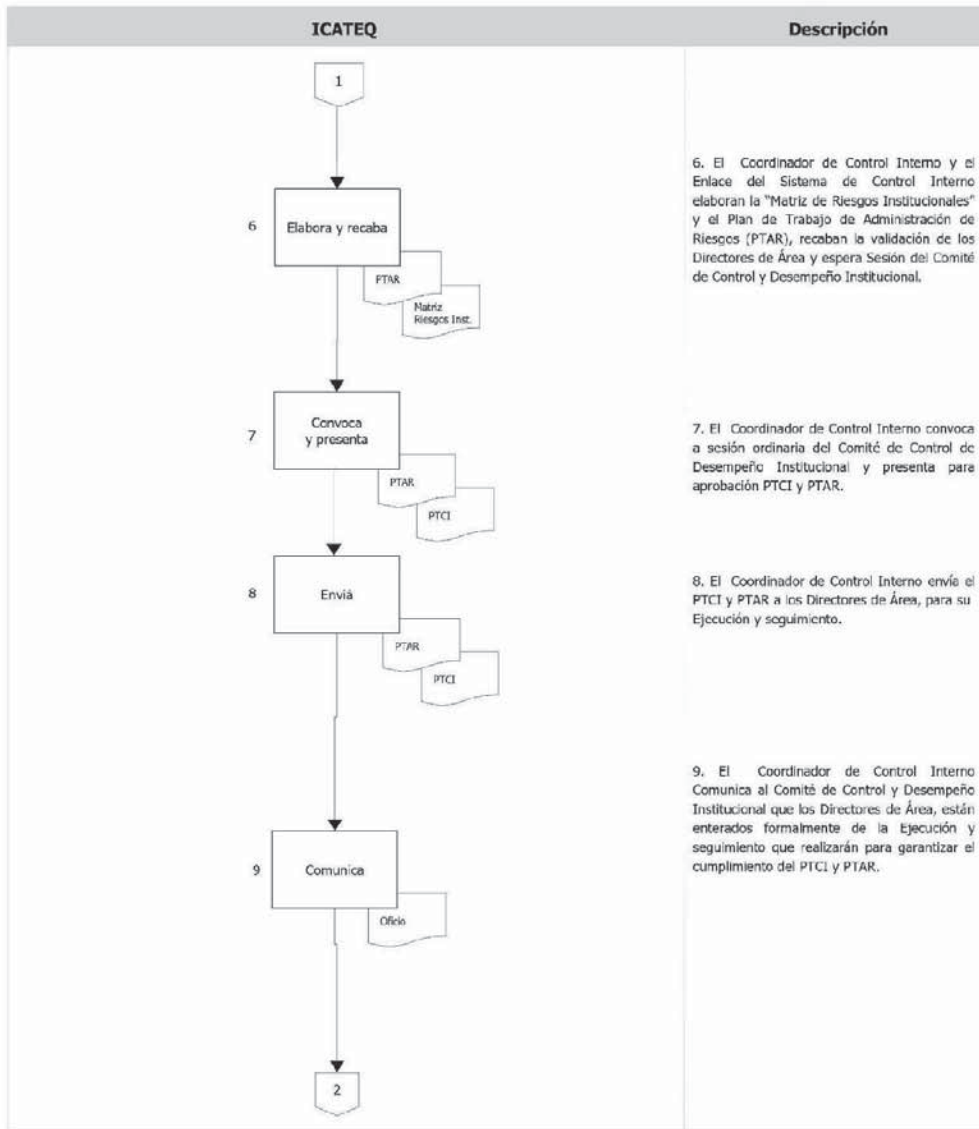 ICATEQ
Descripción
1
6
Elabora y recaba
PTAR
Matriz
Riesgos Inst.
6. El Coordinador de Control Interno y el
Enlace del Sistema de Control Interno
elaboran la "Matriz de Riesgos Institucionales"
y el Plan de Trabajo de Administración de
Riesgos (PTAR), recaban la validación de los
Directores de Área y espera Sesión del Comité
de Control y Desempeño Institucional.
7
Convoca
y presenta
PTAR
PTCI
7. El Coordinador de Control Interno convoca
a sesión ordinaria del Comité de Control de
Desempeño Institucional y presenta para
aprobación PTCI y PTAR.
8
Enviá
PTAR
PTCI
8. El Coordinador de Control Interno envía el
PTCI y PTAR a los Directores de Área, para su
Ejecución y seguimiento.
9
Comunica
Oficio
9. El Coordinador de Control Interno
Comunica al Comité de Control y Desempeño
Institucional que los Directores de Área, están
enterados formalmente de la Ejecución y
seguimiento que realizarán para garantizar el
cumplimiento del PTCI y PTAR.
2